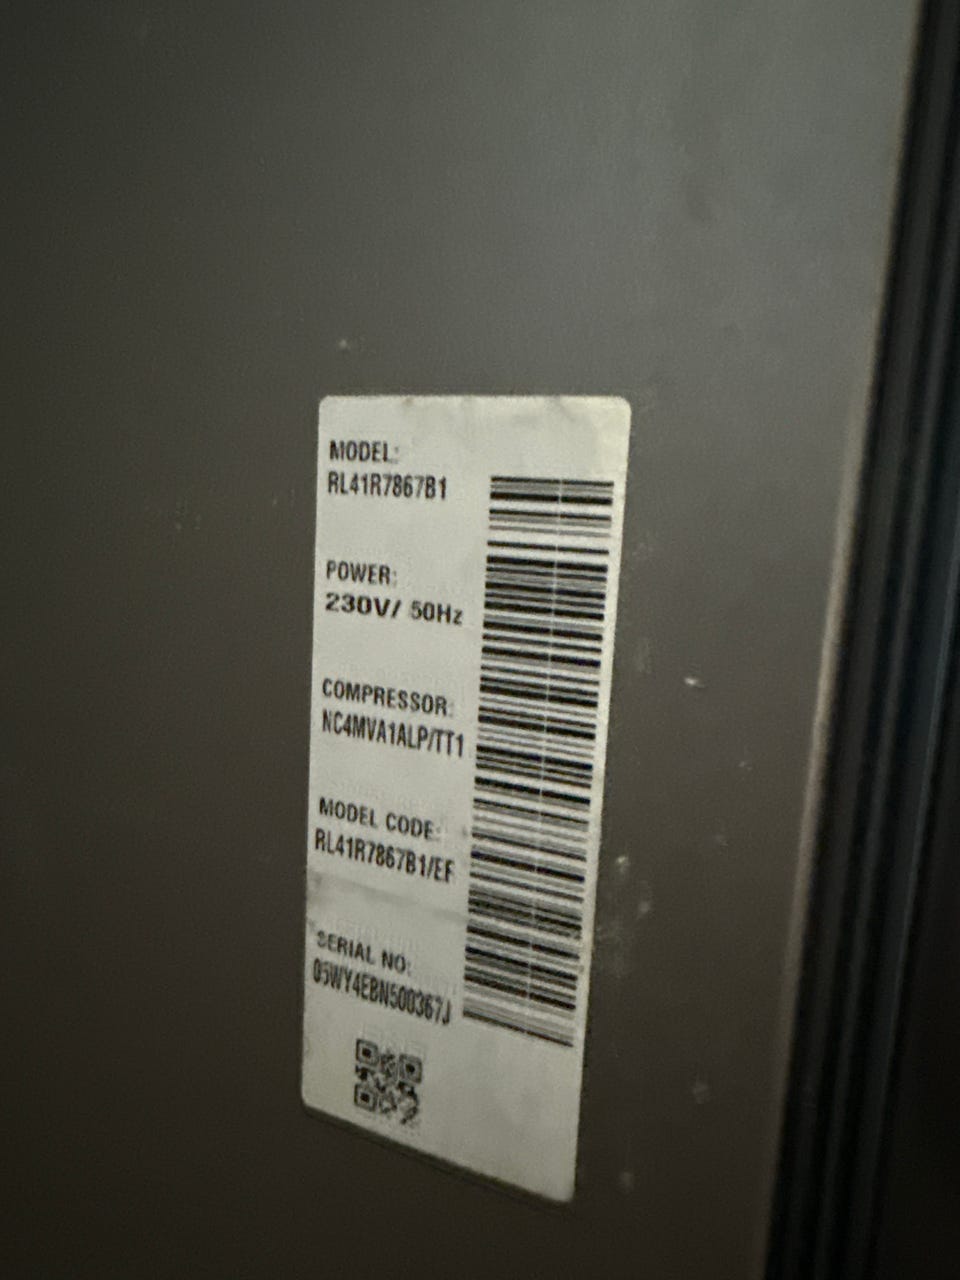 MODEL:
RL41R7867B1
POWER:
230V/ 50Hz
COMPRESSOR:
NC4MVA1ALP/TT1
MODEL CODE:
RL41R7867B1/EF
SERIAL NO:
05WY4EBN500367J